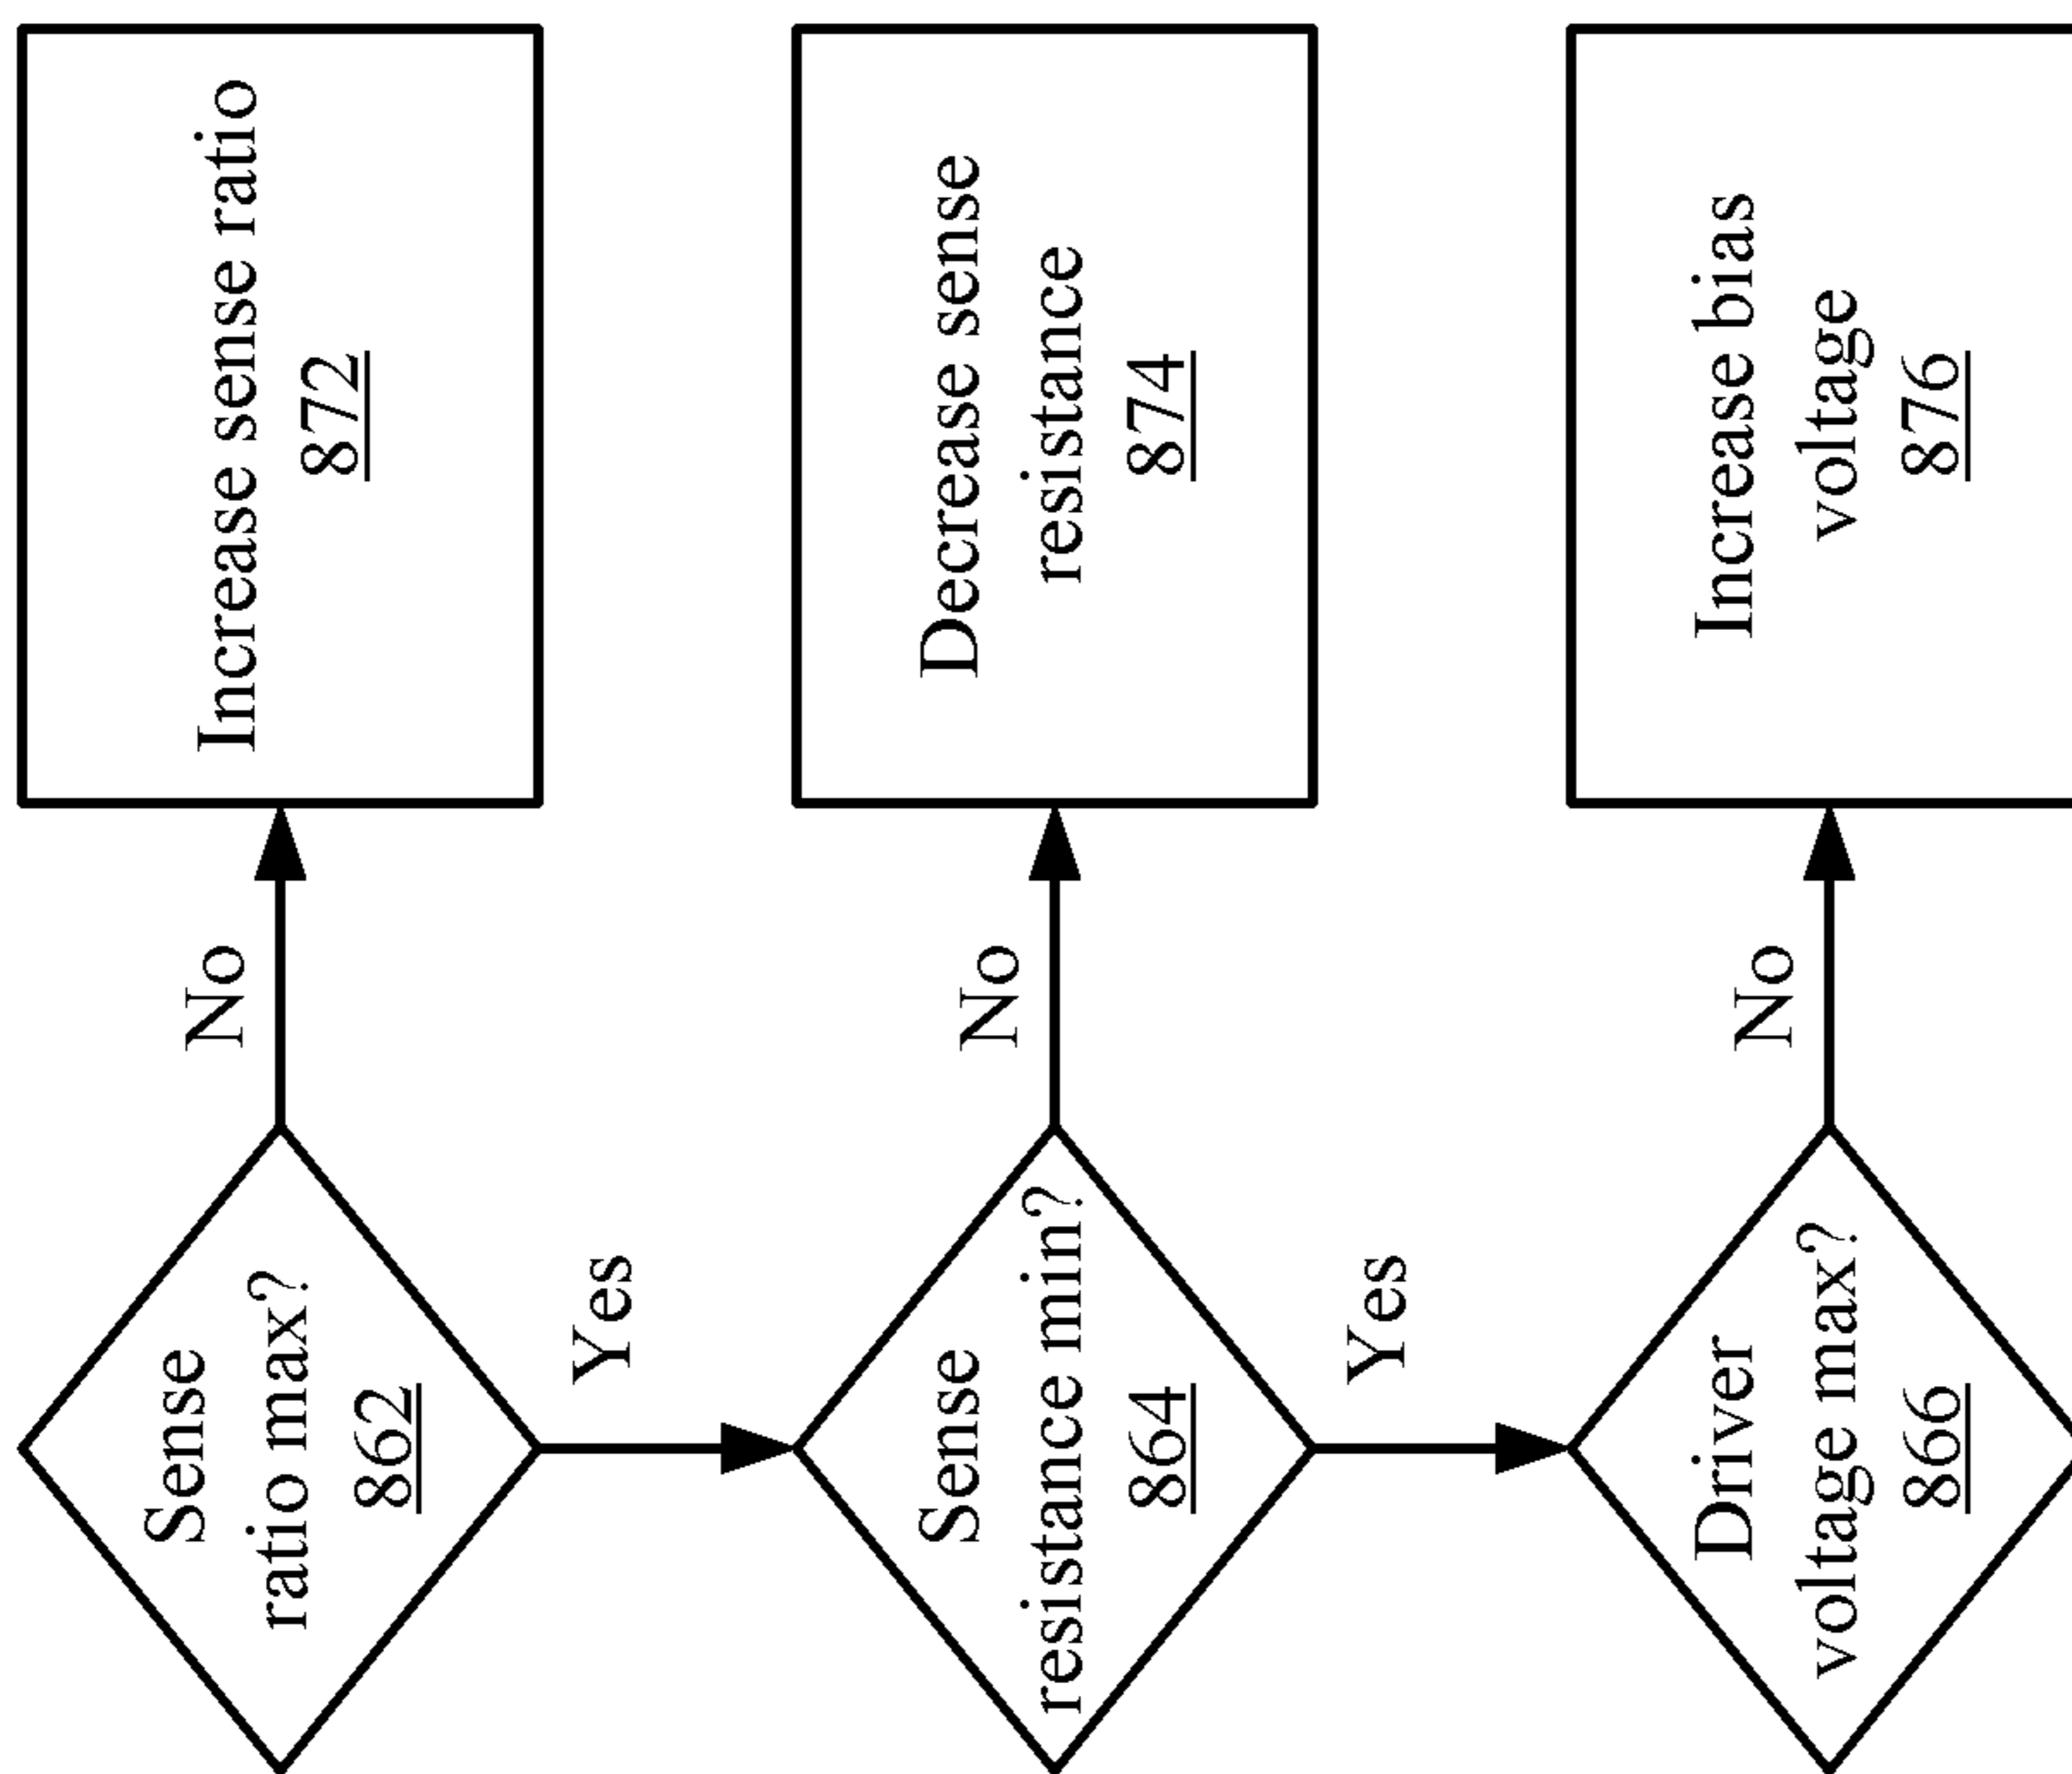 Sense
ratio max?
862
No
Increase sense ratio
872
Yes
Sense
resistance min?
864
No
Decrease sense
resistance
874
Yes
Driver
voltage max?
866
No
Increase bias
voltage
876